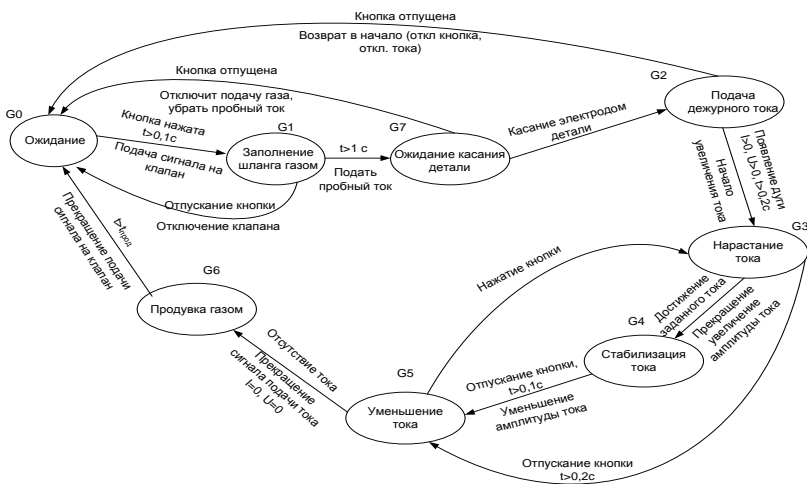 Кнопка отпущена
Возврат в начало (откл кнопка,
откл. тока)
Кнопка отпущена
Отключит подачу газа,
убрать пробный ток
G0
Ожидание
Кнопка нажата
t>0,1с
Подача сигнала на
клапан
G1
Заполнение
шланга газом
t>1 с
Подать
пробный ток
G7
Ожидание касания
детали
Касание электродом
детали
G2
Подача
дежурного тока
Появление дуги
I>0, U>0, t>0,2с
Начало
увеличения тока
Отпускание кнопки
Отключение клапана
t>tпрод
Прекращение подачи
сигнала на клапан
G3
Нарастание
тока
Нажатие кнопки
Достижение
заданного тока
Прекращение
увеличение
амплитуды тока
G6
Продувка газом
G4
Стабилизация
тока
Отсутствие тока
Прекращение
сигнала подачи тока
I=0, U=0
G5
Уменьшение
тока
Отпускание кнопки,
t>0,1с
Уменьшение
амплитуды тока
Отпускание кнопки
t>0,2с